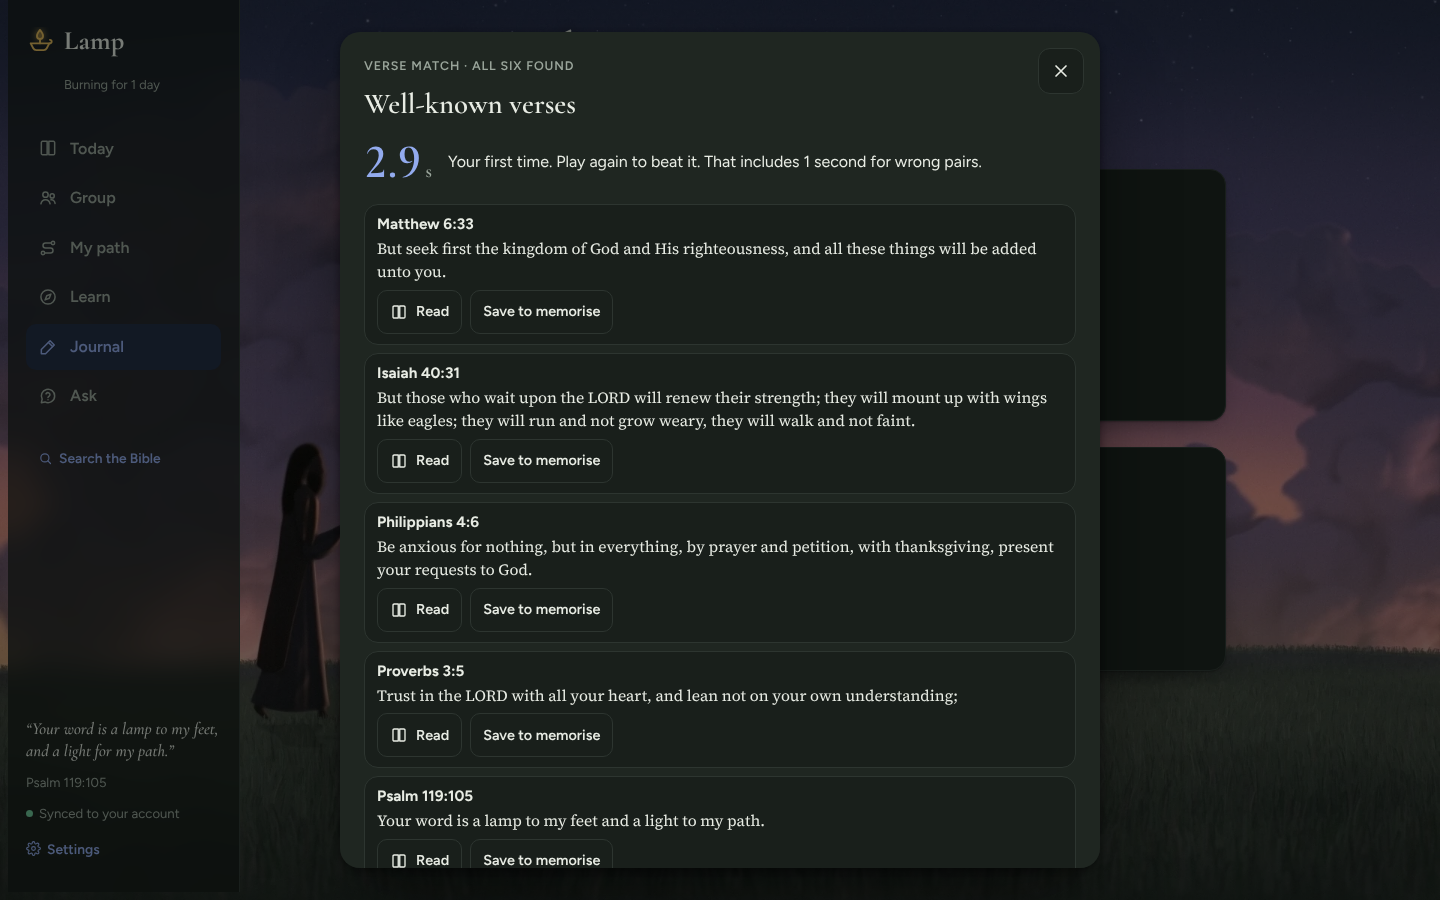 Lamp
Burning for 1 day
Today
Group
My path
Learn
Journal
Ask
Search the Bible
“Your word is a lamp to my feet,
and a light for my path.”
Psalm 119:105
Synced to your account
Settings
VERSE MATCH · ALL SIX FOUND
Well-known verses
2.9 s
Your first time. Play again to beat it. That includes 1 second for wrong pairs.
Matthew 6:33
But seek first the kingdom of God and His righteousness, and all these things will be added
unto you.
Read
Save to memorise
Isaiah 40:31
But those who wait upon the LORD will renew their strength; they will mount up with wings
like eagles; they will run and not grow weary, they will walk and not faint.
Read
Save to memorise
Philippians 4:6
Be anxious for nothing, but in everything, by prayer and petition, with thanksgiving, present
your requests to God.
Read
Save to memorise
Proverbs 3:5
Trust in the LORD with all your heart, and lean not on your own understanding;
Read
Save to memorise
Psalm 119:105
Your word is a lamp to my feet and a light to my path.
Read
Save to memorise